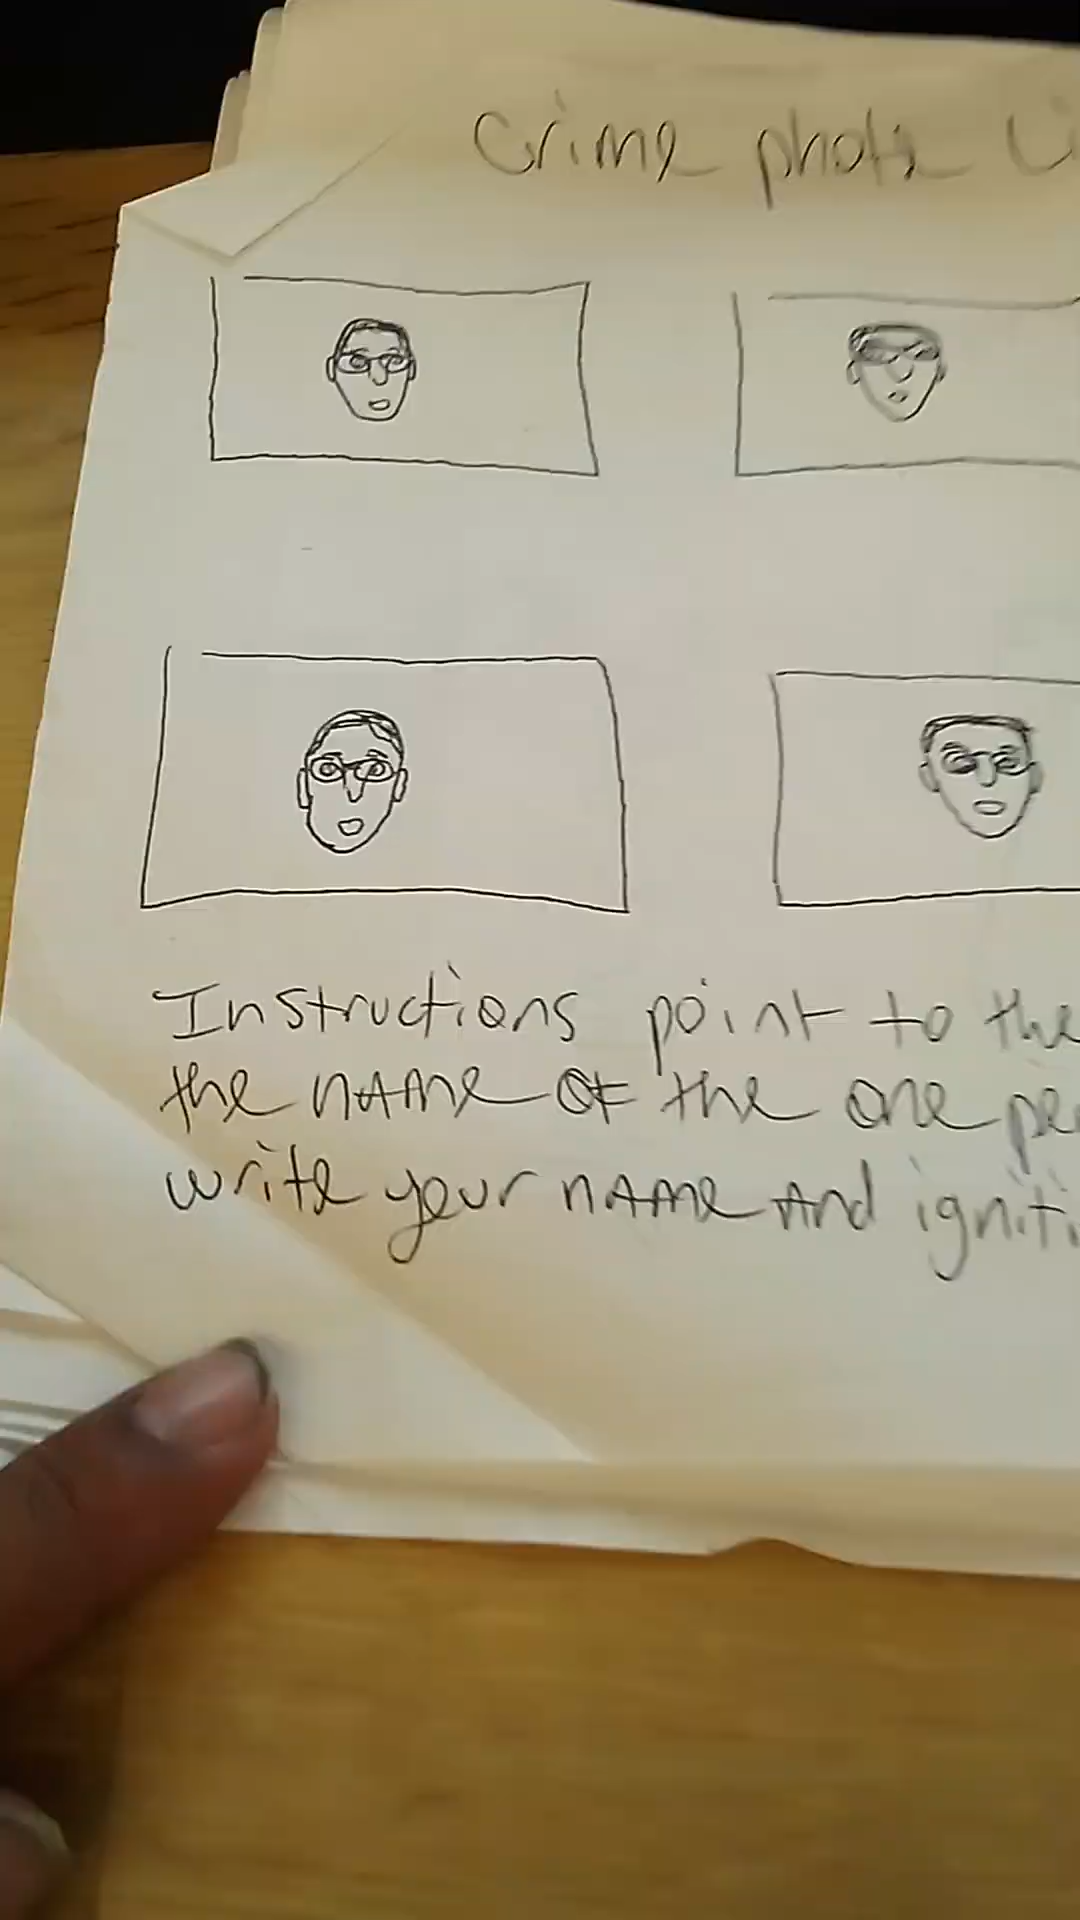 Crime photo
Instructions point to the
the name of the one
write your name and